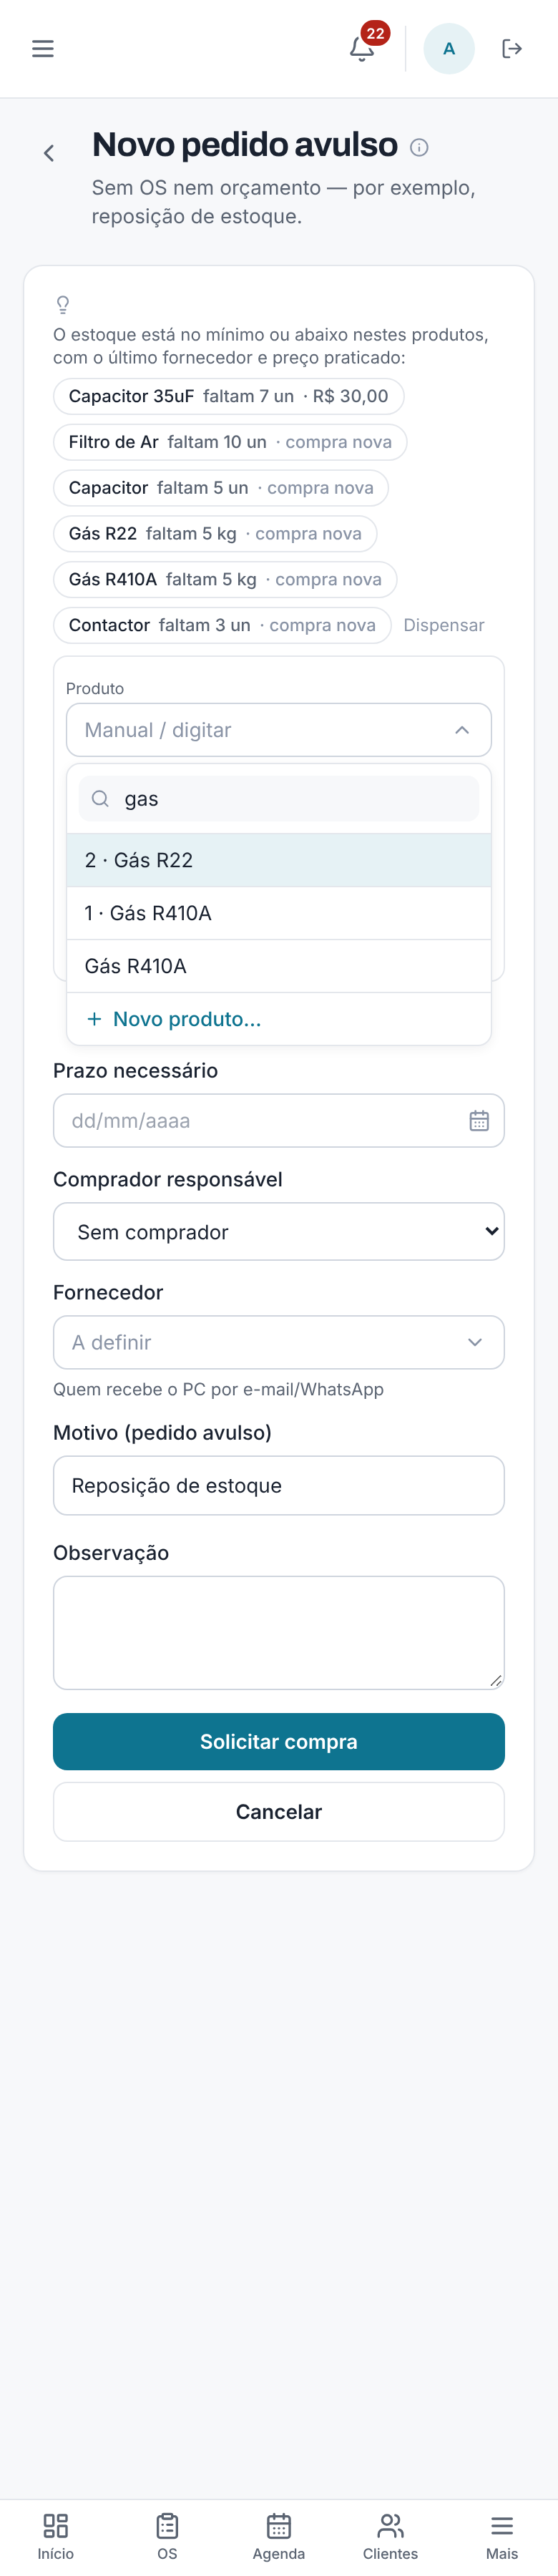 22
A
Novo pedido avulso
Sem OS nem orçamento — por exemplo,
reposição de estoque.
O estoque está no mínimo ou abaixo nestes produtos,
com o último fornecedor e preço praticado:
Capacitor 35uF faltam 7 un · R$ 30,00
Filtro de Ar faltam 10 un · compra nova
Capacitor faltam 5 un · compra nova
Gás R22 faltam 5 kg · compra nova
Gás R410A faltam 5 kg · compra nova
Contactor faltam 3 un · compra nova Dispensar
Produto
Manual / digitar
gas
2 · Gás R22
1 · Gás R410A
Gás R410A
+ Novo produto...
Prazo necessário
dd/mm/aaaa
Comprador responsável
Sem comprador
Fornecedor
A definir
Quem recebe o PC por e-mail/WhatsApp
Motivo (pedido avulso)
Reposição de estoque
Observação
Solicitar compra
Cancelar
Início OS Agenda Clientes Mais